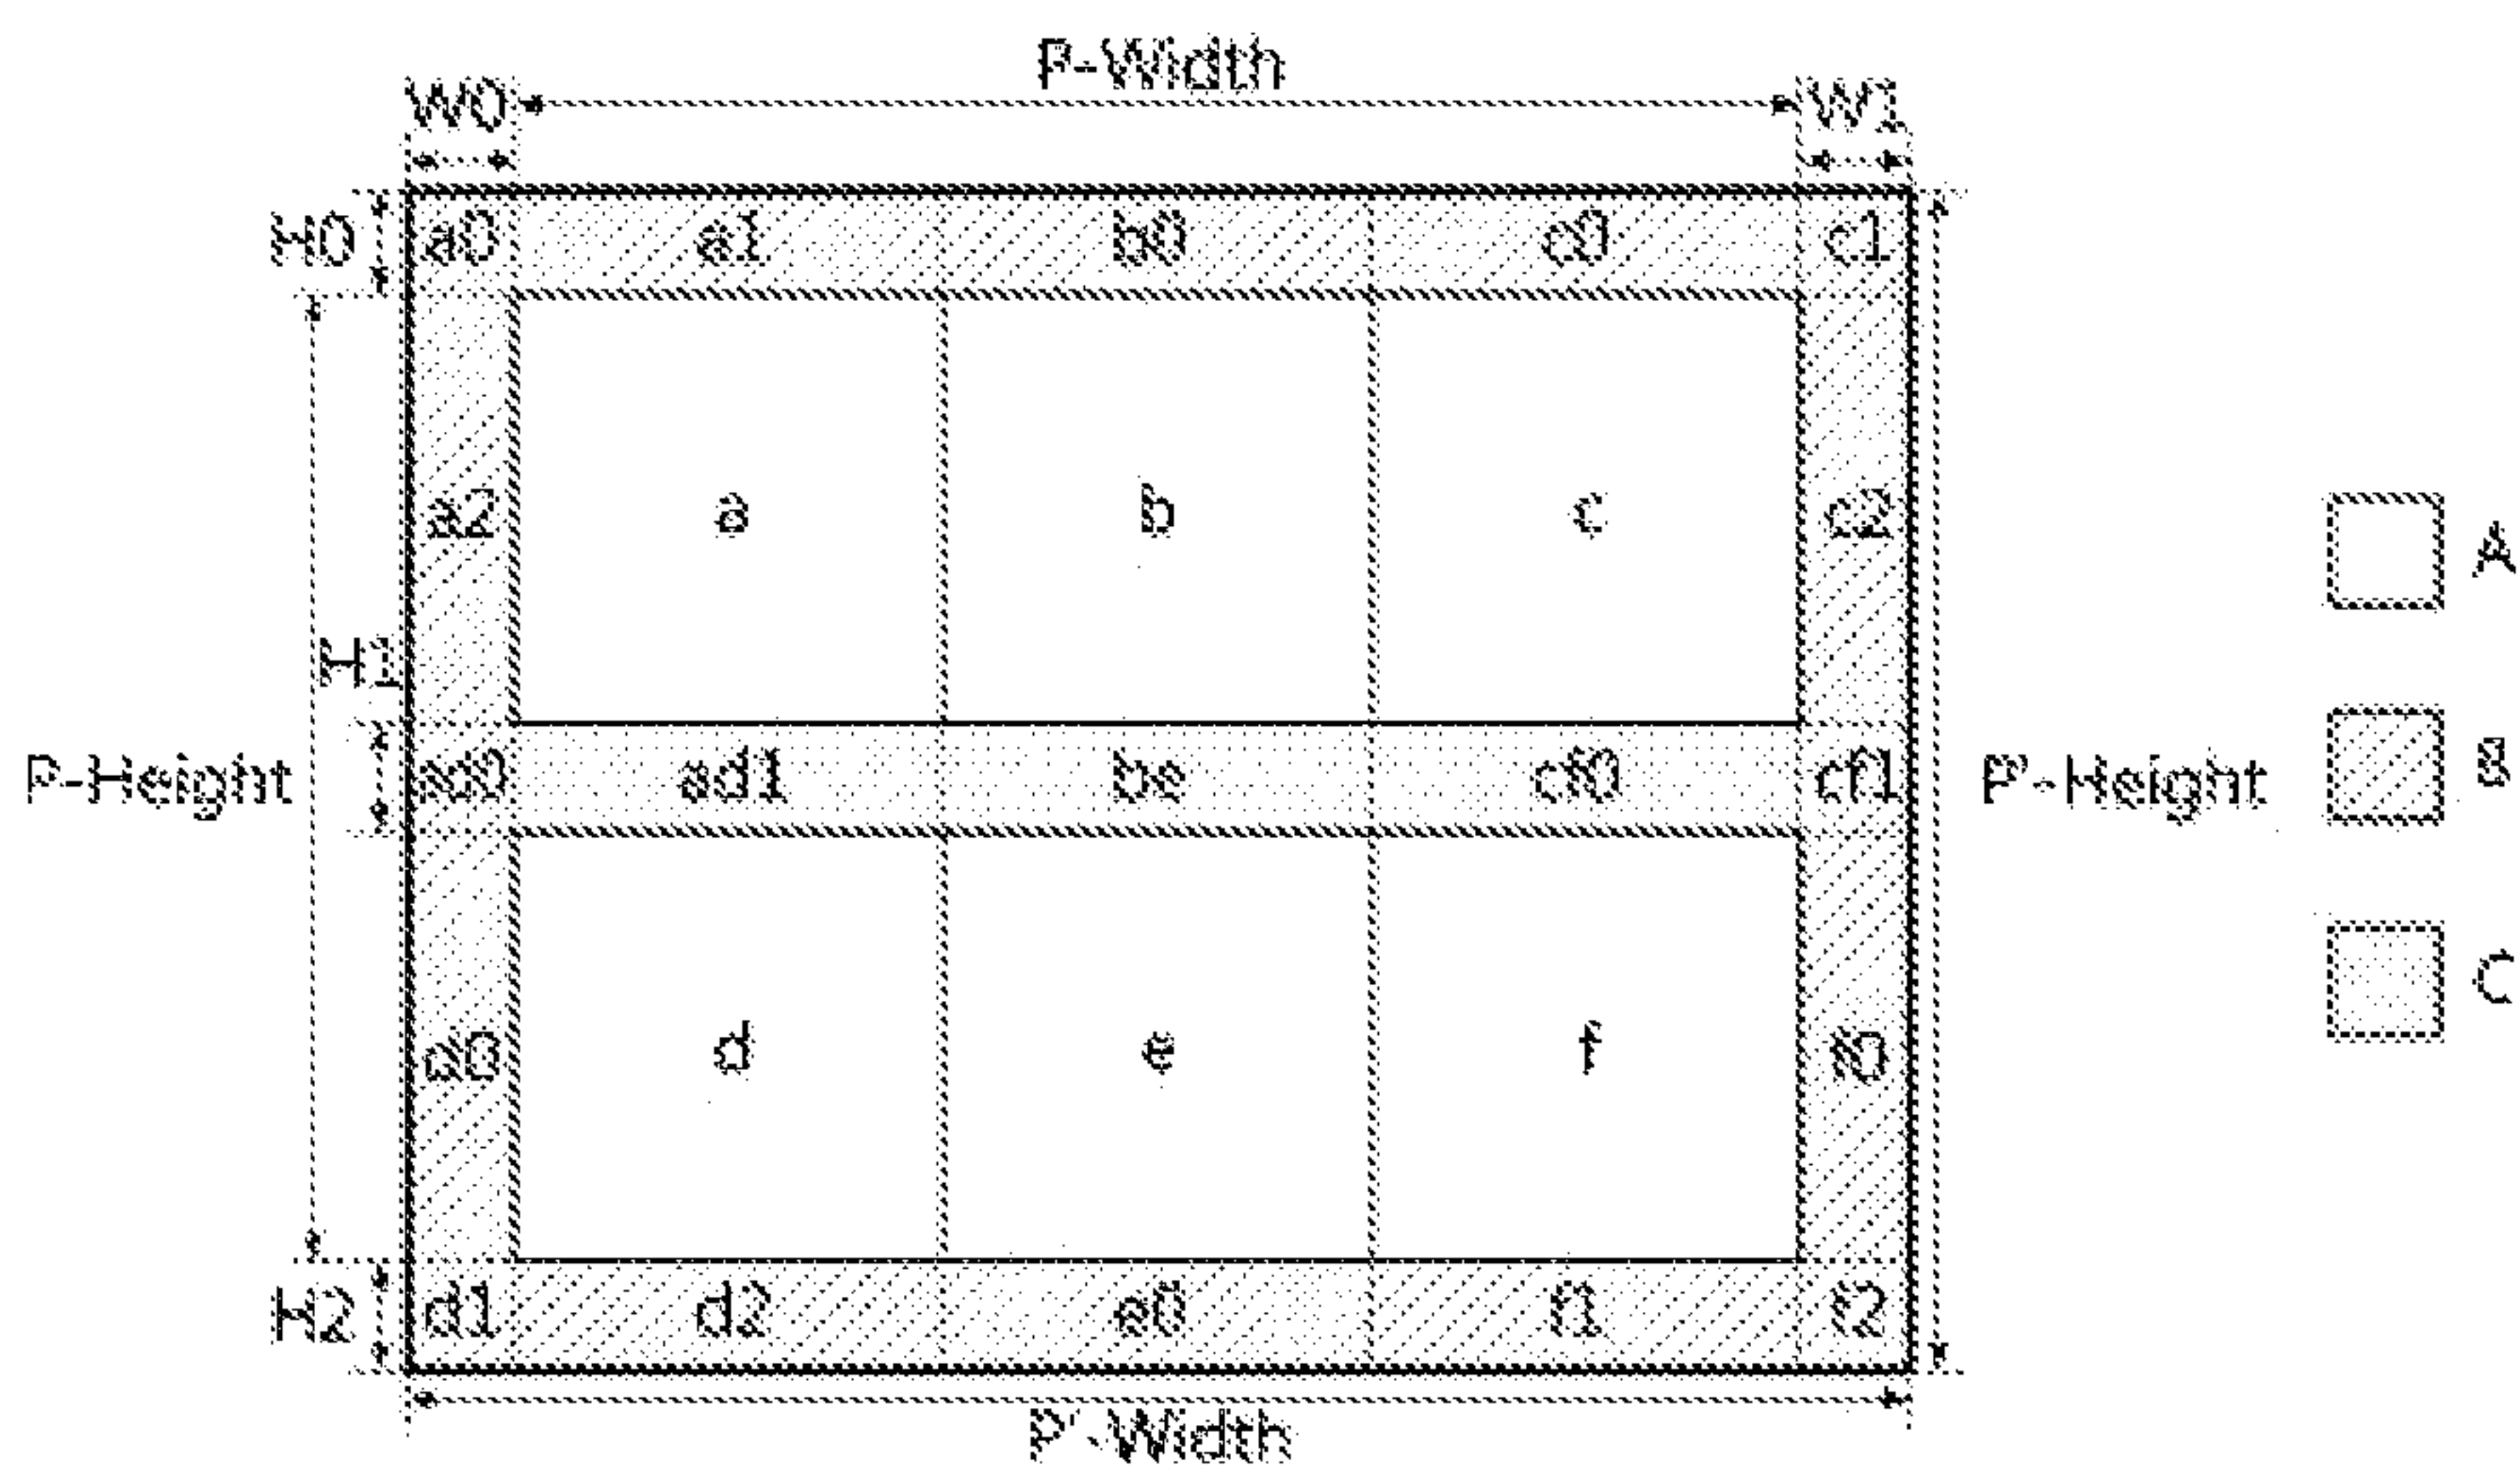 P-Width
W0 W1
H0 a0 a1 b0 c0 c1
a2 a b c c2
A
H1
P-Height ad0 ad1 be cf0 cf1 P'-Height B
C
d e f f0
H2 d1 d2 e0 f1 f2
P'-Width